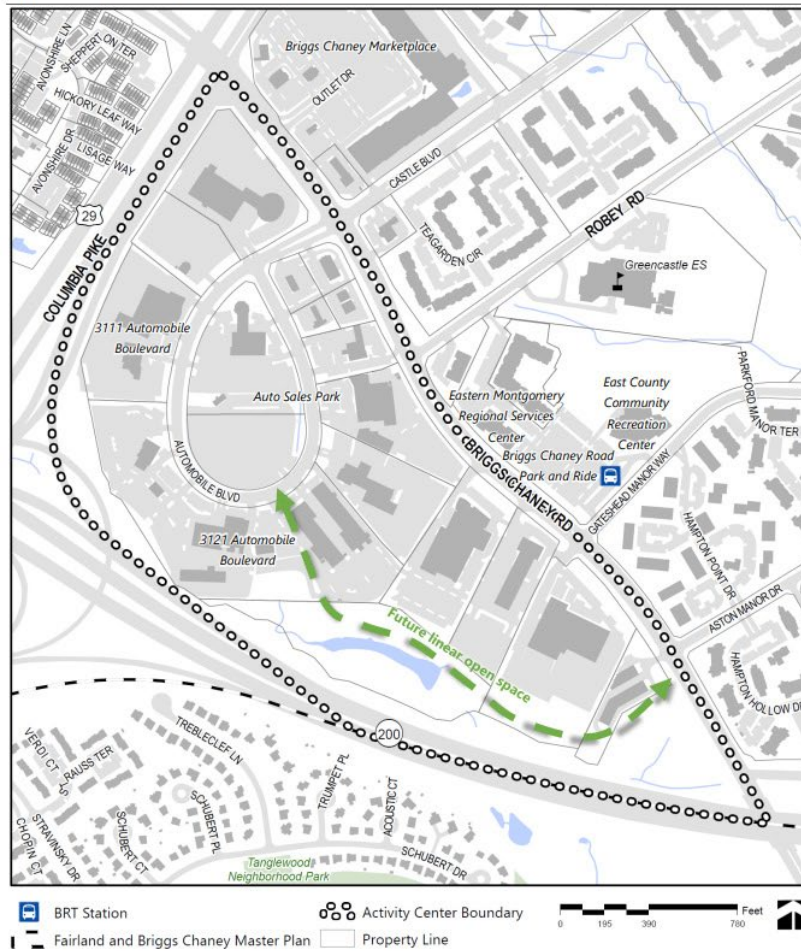 Briggs Chaney Marketplace
AVONSHIRE LN
SHEPPERTON TER
HICKORY LEAF WAY
LISAGE WAY
AVONSHIRE DR
OUTLET DR
CASTLE BLVD
29
COLUMBIA PIKE
TEAGARDEN CIR
ROBEY RD
Greencastle ES
3111 Automobile
Boulevard
Auto Sales Park
Eastern Montgomery
Regional Services
Center
East County
Community
Recreation
Center
PARKFORD MANOR TER
Briggs Chaney Road
Park and Ride
BRIGGS CHANEY RD
GATESHEAD MANOR WAY
AUTOMOBILE BLVD
3121 Automobile
Boulevard
HAMPTON POINT DR
ASTON MANOR DR
HAMPTON HOLLOW DR
Future linear open space
200
TREBLECLEF LN
VERDI CT
RAUSS TER
TRUMPET PL
ACOUSTIC CT
SCHUBERT PL
SCHUBERT CT
STRAVINSKY DR
CHOPIN CT
SCHUBERT DR
Tanglewood
Neighborhood Park
BRT Station
Activity Center Boundary
Feet
0 195 390 780
Fairland and Briggs Chaney Master Plan
Property Line